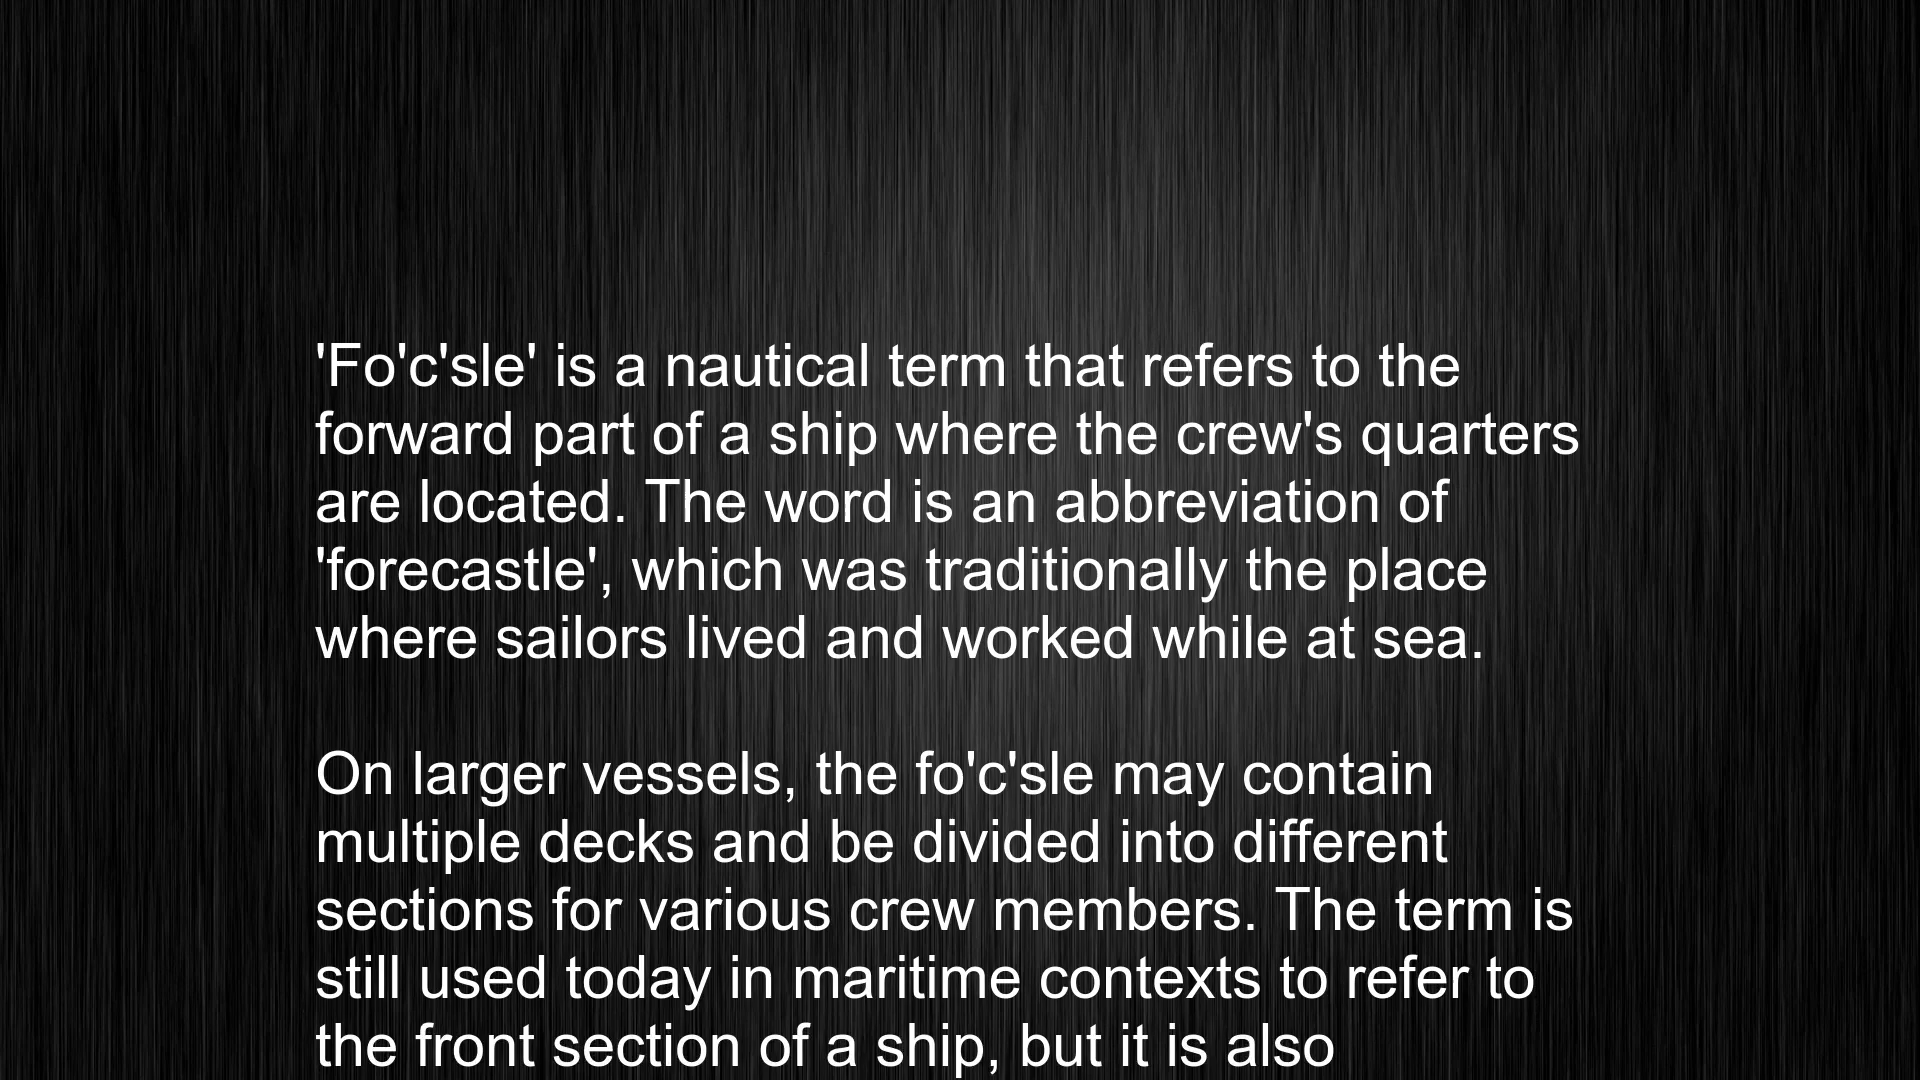 'Fo'c'sle' is a nautical term that refers to the
forward part of a ship where the crew's quarters
are located. The word is an abbreviation of
'forecastle', which was traditionally the place
where sailors lived and worked while at sea.
On larger vessels, the fo'c'sle may contain
multiple decks and be divided into different
sections for various crew members. The term is
still used today in maritime contexts to refer to
the front section of a ship, but it is also